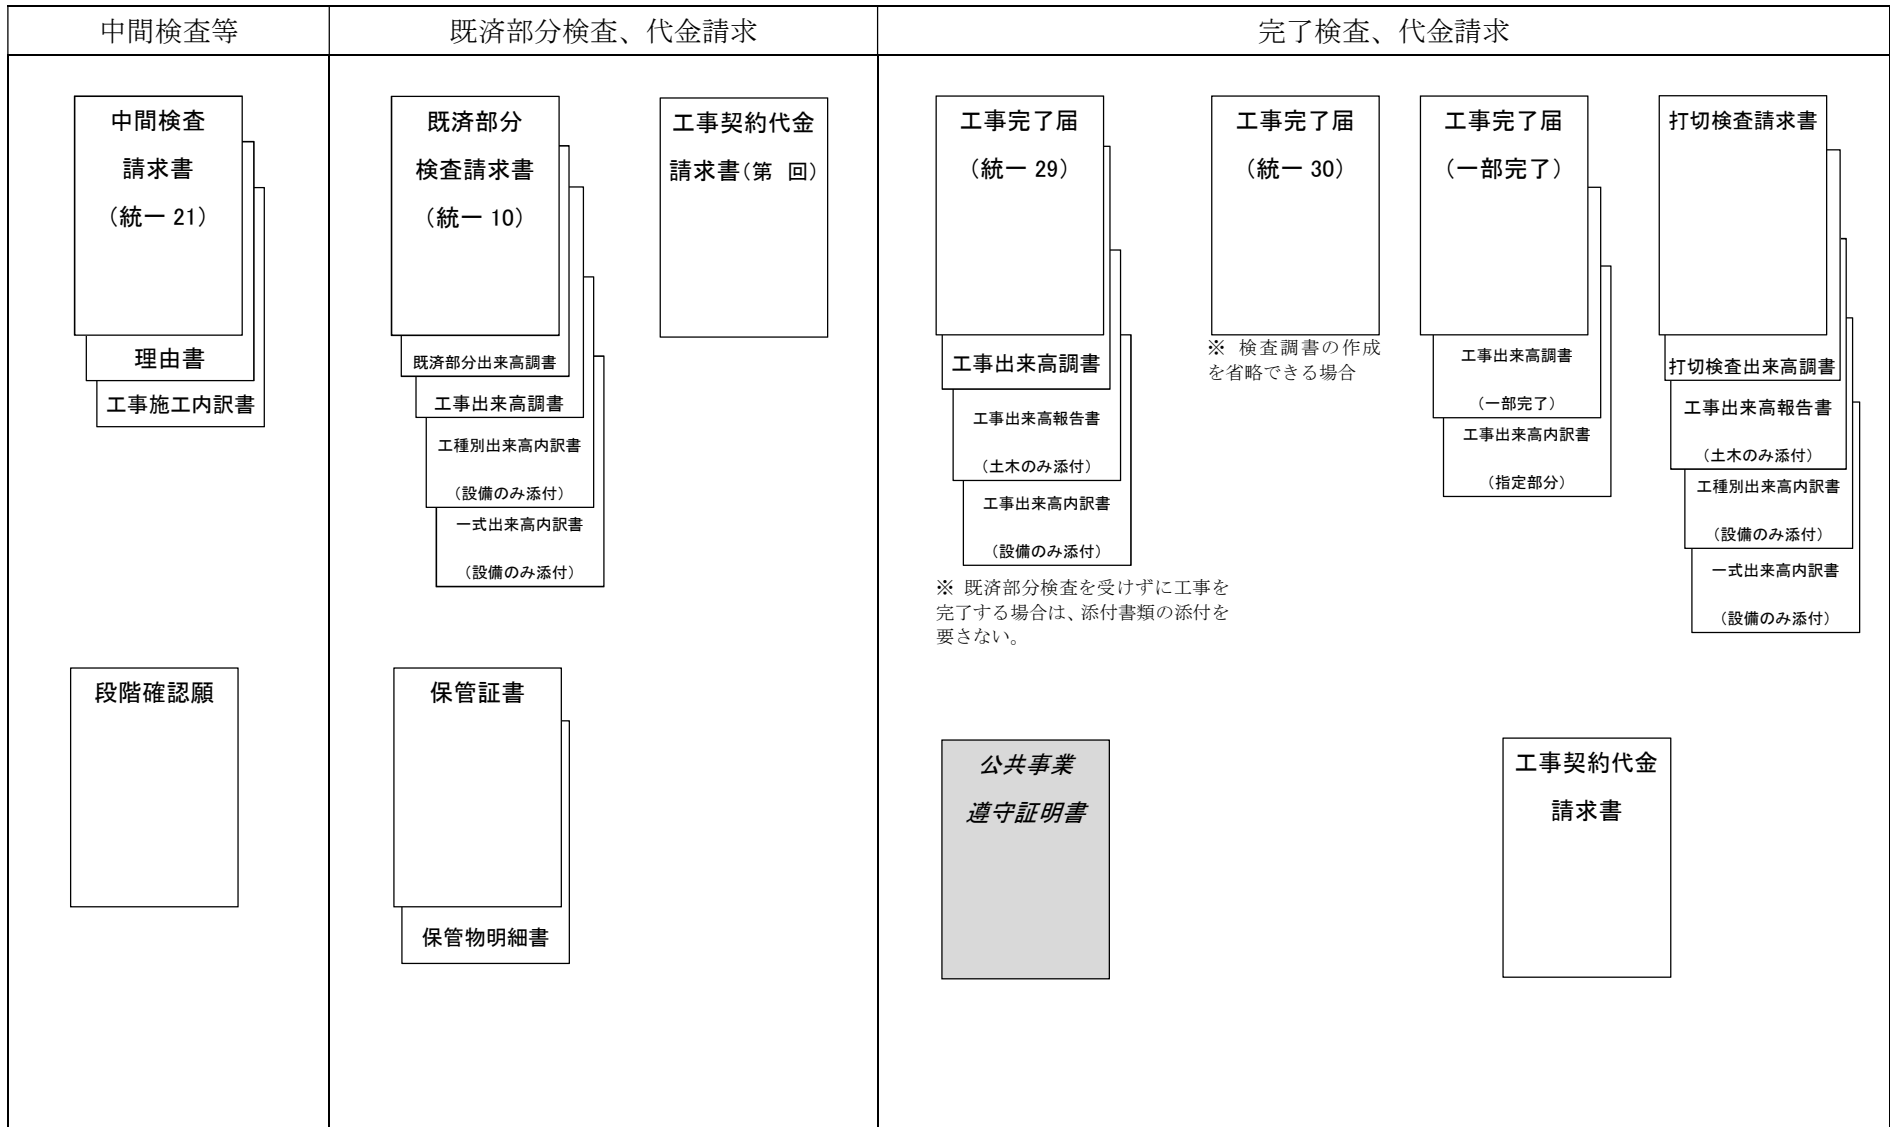 中間検査等
既済部分検査、代金請求
完了検査、代金請求
中間検査
請求書
（統一 21）
理由書
工事施工内訳書
段階確認願
既済部分
検査請求書
（統一 10）
既済部分出来高調書
工事出来高調書
工種別出来高内訳書
（設備のみ添付）
一式出来高内訳書
（設備のみ添付）
工事契約代金
請求書（第　回）
保管証書
保管物明細書
工事完了届
（統一 29）
工事出来高調書
工事出来高報告書
（土木のみ添付）
工事出来高内訳書
（設備のみ添付）
※ 既済部分検査を受けずに工事を
完了する場合は、添付書類の添付を
要さない。
工事完了届
（統一 30）
※ 検査調書の作成
を省略できる場合
工事完了届
（一部完了）
工事出来高調書
（一部完了）
工事出来高内訳書
（指定部分）
打切検査請求書
打切検査出来高調書
工事出来高報告書
（土木のみ添付）
工種別出来高内訳書
（設備のみ添付）
一式出来高内訳書
（設備のみ添付）
公共事業
遵守証明書
工事契約代金
請求書